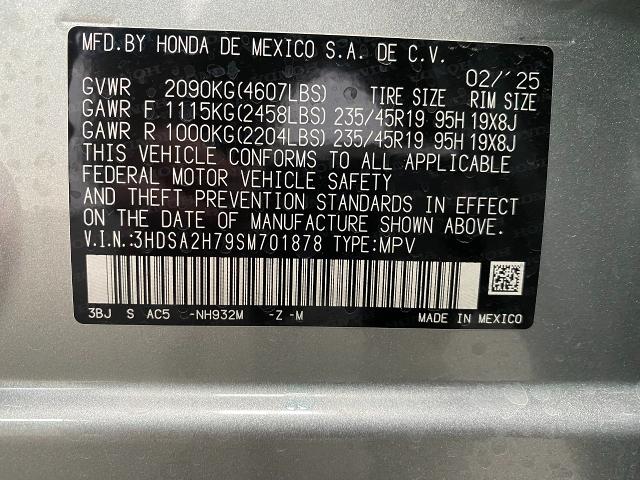 MFD.BY HONDA DE MEXICO S.A. DE C.V.
02/'25
GVWR 2090KG(4607LBS) TIRE SIZE RIM SIZE
GAWR F 1115KG(2458LBS) 235/45R19 95H 19X8J
GAWR R 1000KG(2204LBS) 235/45R19 95H 19X8J
THIS VEHICLE CONFORMS TO ALL APPLICABLE
FEDERAL MOTOR VEHICLE SAFETY
AND THEFT PREVENTION STANDARDS IN EFFECT
ON THE DATE OF MANUFACTURE SHOWN ABOVE.
V.I.N.:3HDSA2H79SM701878 TYPE:MPV
3BJ S AC5 -NH932M -Z -M MADE IN MEXICO